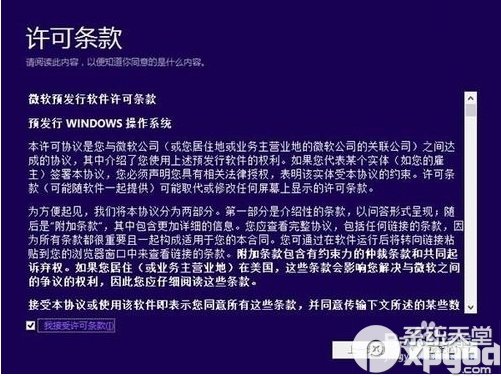 许可条款
请阅读此内容，以便知道你同意的是什么内容。
微软预发行软件许可条款
预发行 WINDOWS 操作系统
本许可协议是您与微软公司（或您居住地或业务主营业地的微软公司的关联公司）之间达
成的协议，其中介绍了您使用上述预发行软件的权利。如果您代表某个实体（如您的雇
主）签署本协议，您必须声明您具有相关法律授权，表明该实体受本协议的约束。许可条
款（可能随软件一起提供）可能取代或修改任何屏幕上显示的许可条款。
为方便起见，我们将本协议分为两部分。第一部分是介绍性的条款，以问答形式呈现；随
后是“附加条款”，其中包含更加详细的信息。您应查看完整协议，包括任何链接的条款，因
为所有条款都很重要且一起构成适用于您的本合同。您可通过在软件运行后将转向链接粘
贴到您的浏览器窗口中来查看链接的条款。附加条款包含有约束力的仲裁条款和共同起
诉弃权。如果您居住（或主营业地）在美国，这些条款会影响您解决与微软之间
的争议的权利，因此您应仔细阅读这些条款。
接受本协议或使用该软件即表示您同意所有这些条款，并同意传输下文所述的某些数
我接受许可条款(I)
系统天堂